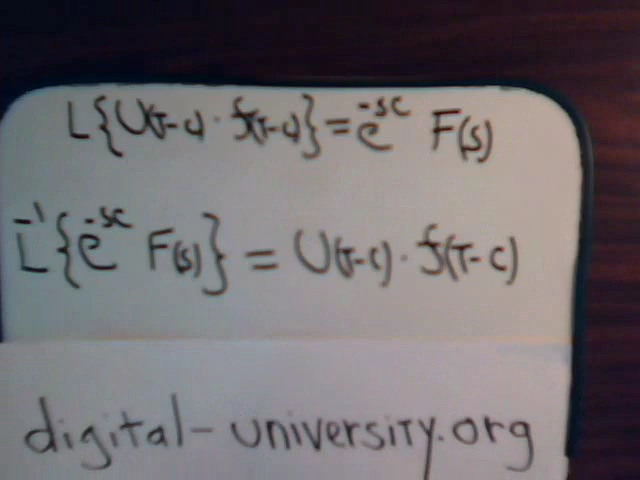 L{U(T-c) · f(T-c)} = e^-sc F(s)
L^-1{e^-sc F(s)} = U(T-c) · f(T-c)
digital-university.org